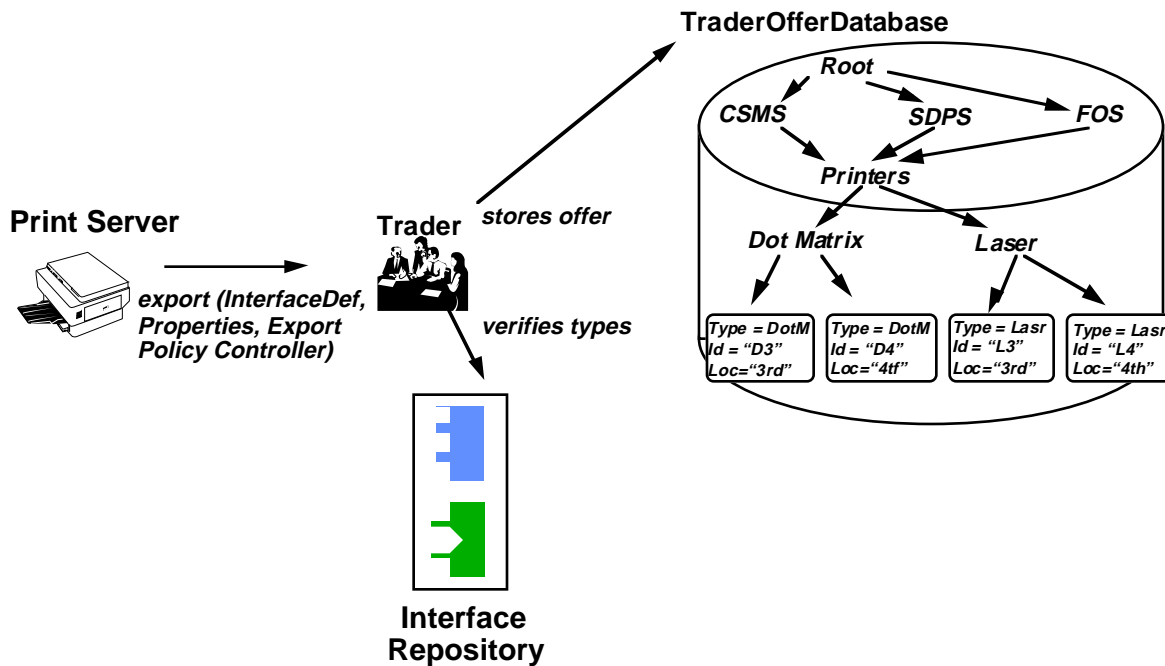 TraderOfferDatabase
Root
CSMS
SDPS
FOS
Printers
Dot Matrix
Laser
Type = DotM
Id = “D3”
Loc=“3rd”
Type = DotM
Id = “D4”
Loc=“4tf”
Type = Lasr
Id = “L3”
Loc=“3rd”
Type = Lasr
Id = “L4”
Loc=“4th”
Print Server
export (InterfaceDef,
Properties, Export
Policy Controller)
Trader
stores offer
verifies types
Interface
Repository